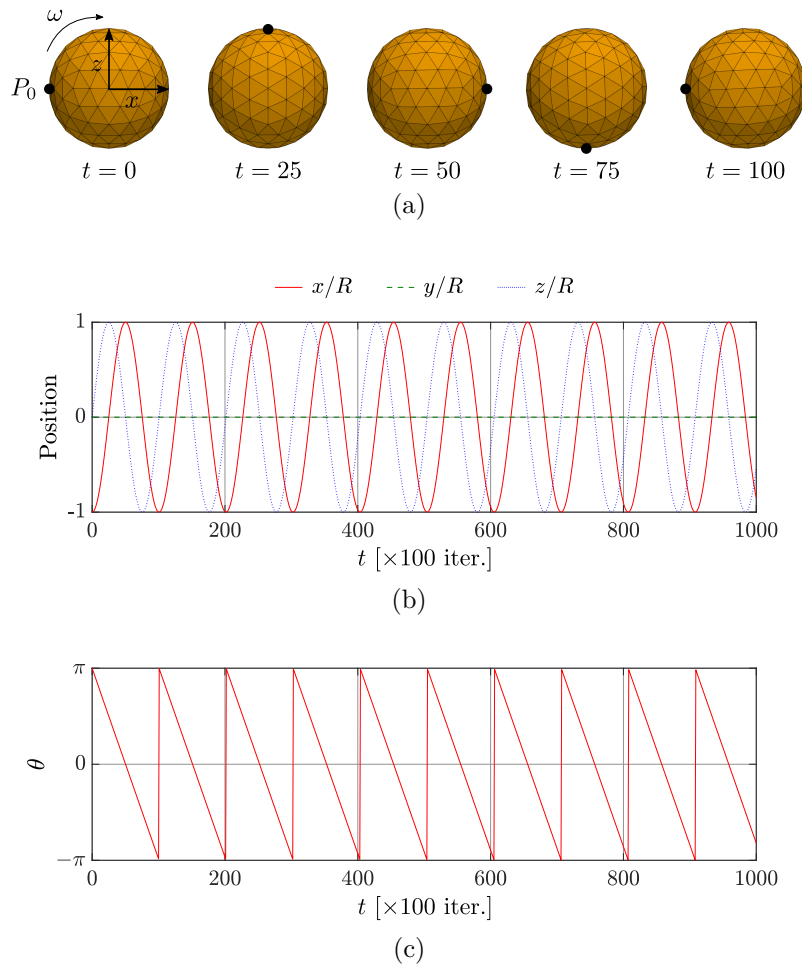 ω
P₀
z
x
t = 0 t = 25 t = 50 t = 75 t = 100
(a)
x/R y/R z/R
1
0
-1
Position
0 200 400 600 800 1000
t [×100 iter.]
(b)
π
0
−π
θ
0 200 400 600 800 1000
t [×100 iter.]
(c)